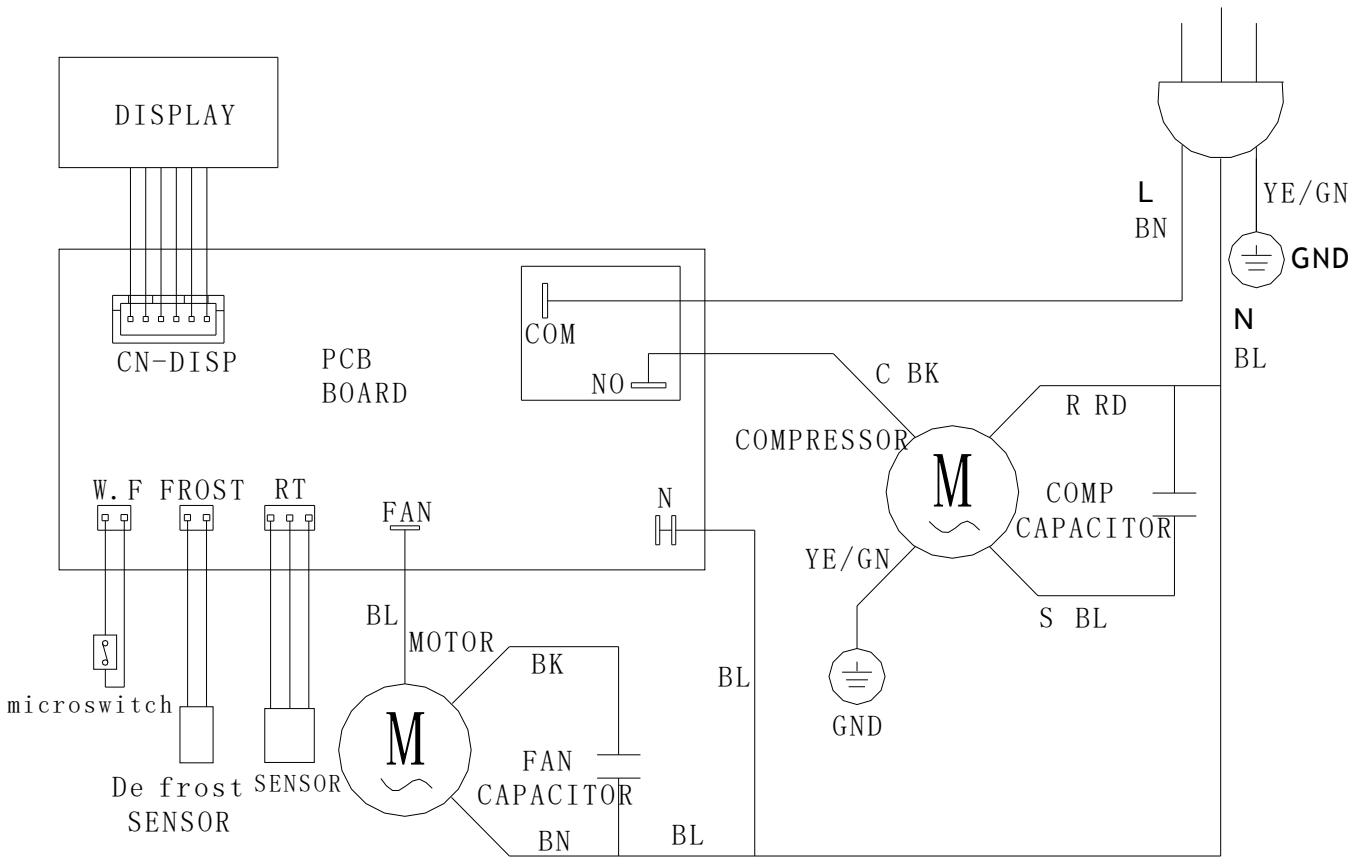 DISPLAY
L
BN
YE/GN
GND
N
BL
COM
CN-DISP
PCB
BOARD
NO
C BK
R RD
COMPRESSOR
M
COMP
CAPACITOR
W.F FROST RT
FAN
N
YE/GN
S BL
BL
MOTOR
BK
BL
microswitch
GND
M
FAN
CAPACITOR
De frost
SENSOR
SENSOR
BN
BL